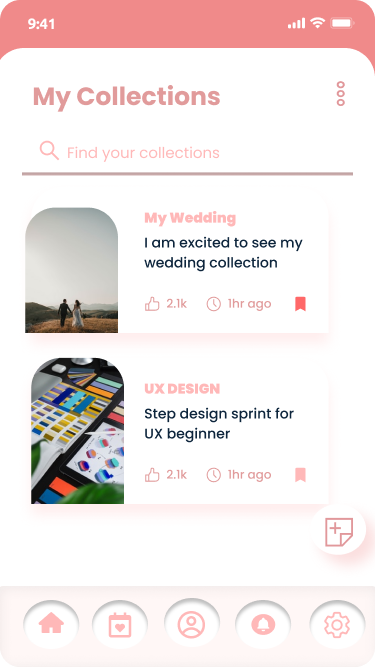 9:41
My Collections
Find your collections
My Wedding
I am excited to see my
wedding collection
2.1k
1hr ago
UX DESIGN
Step design sprint for
UX beginner
2.1k
1hr ago